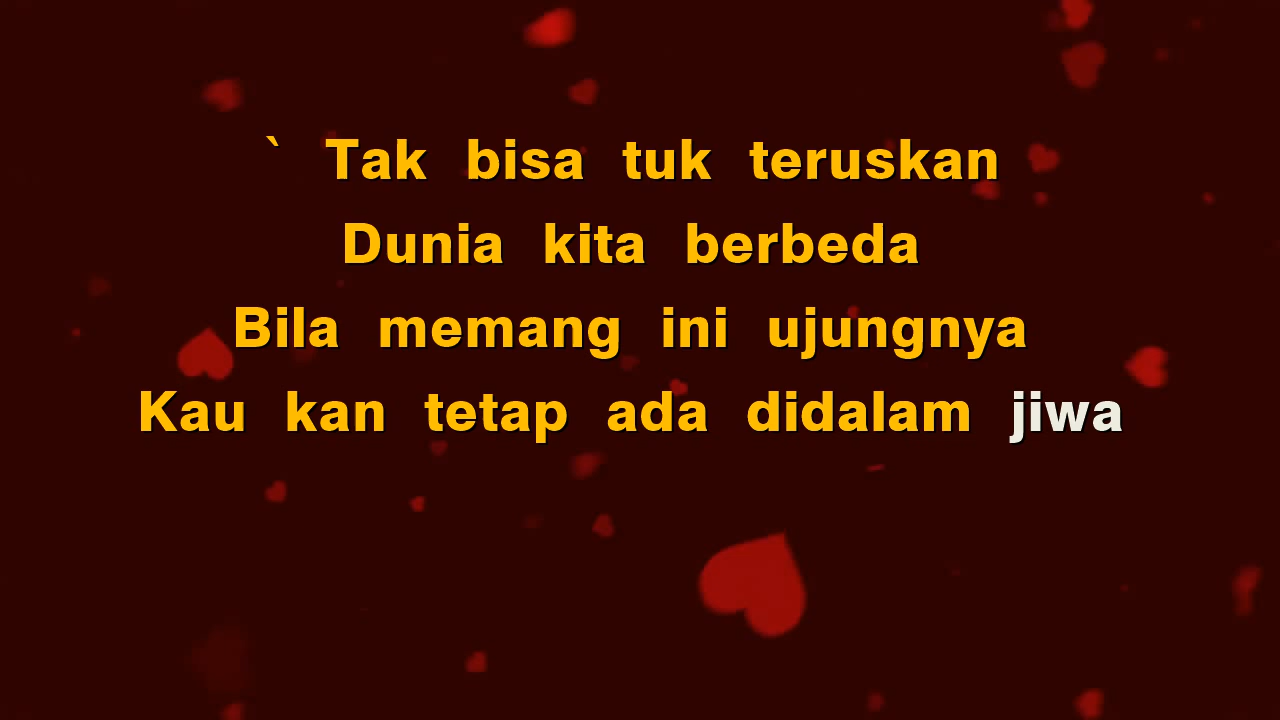 ` Tak bisa tuk teruskan
Dunia kita berbeda
Bila memang ini ujungnya
Kau kan tetap ada didalam jiwa